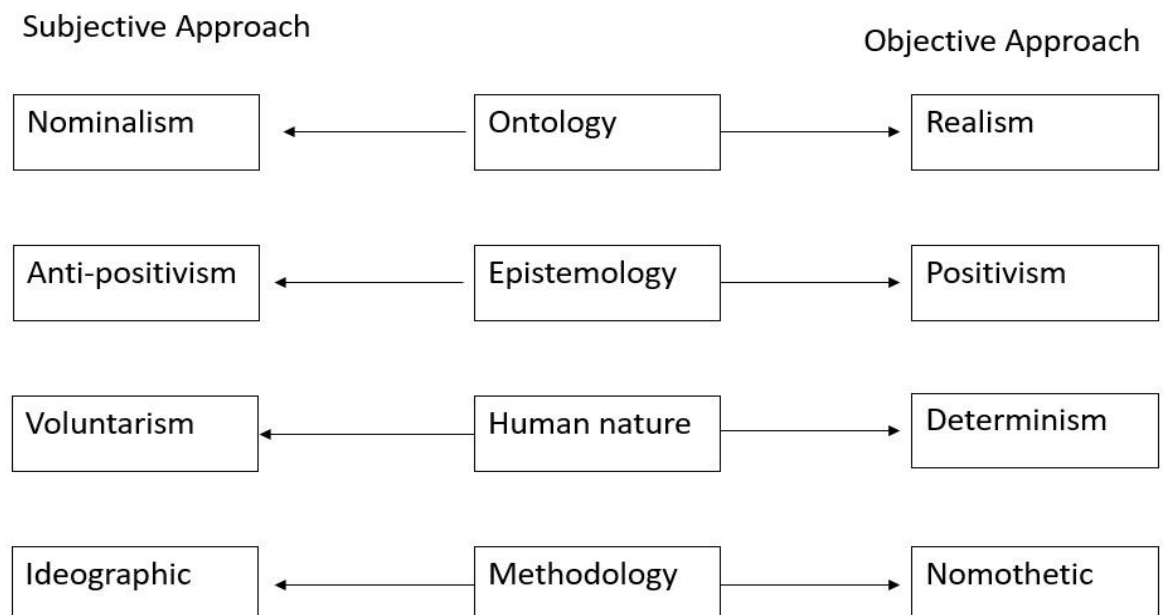 Subjective Approach
Objective Approach
Nominalism
Ontology
Realism
Anti-positivism
Epistemology
Positivism
Voluntarism
Human nature
Determinism
Ideographic
Methodology
Nomothetic